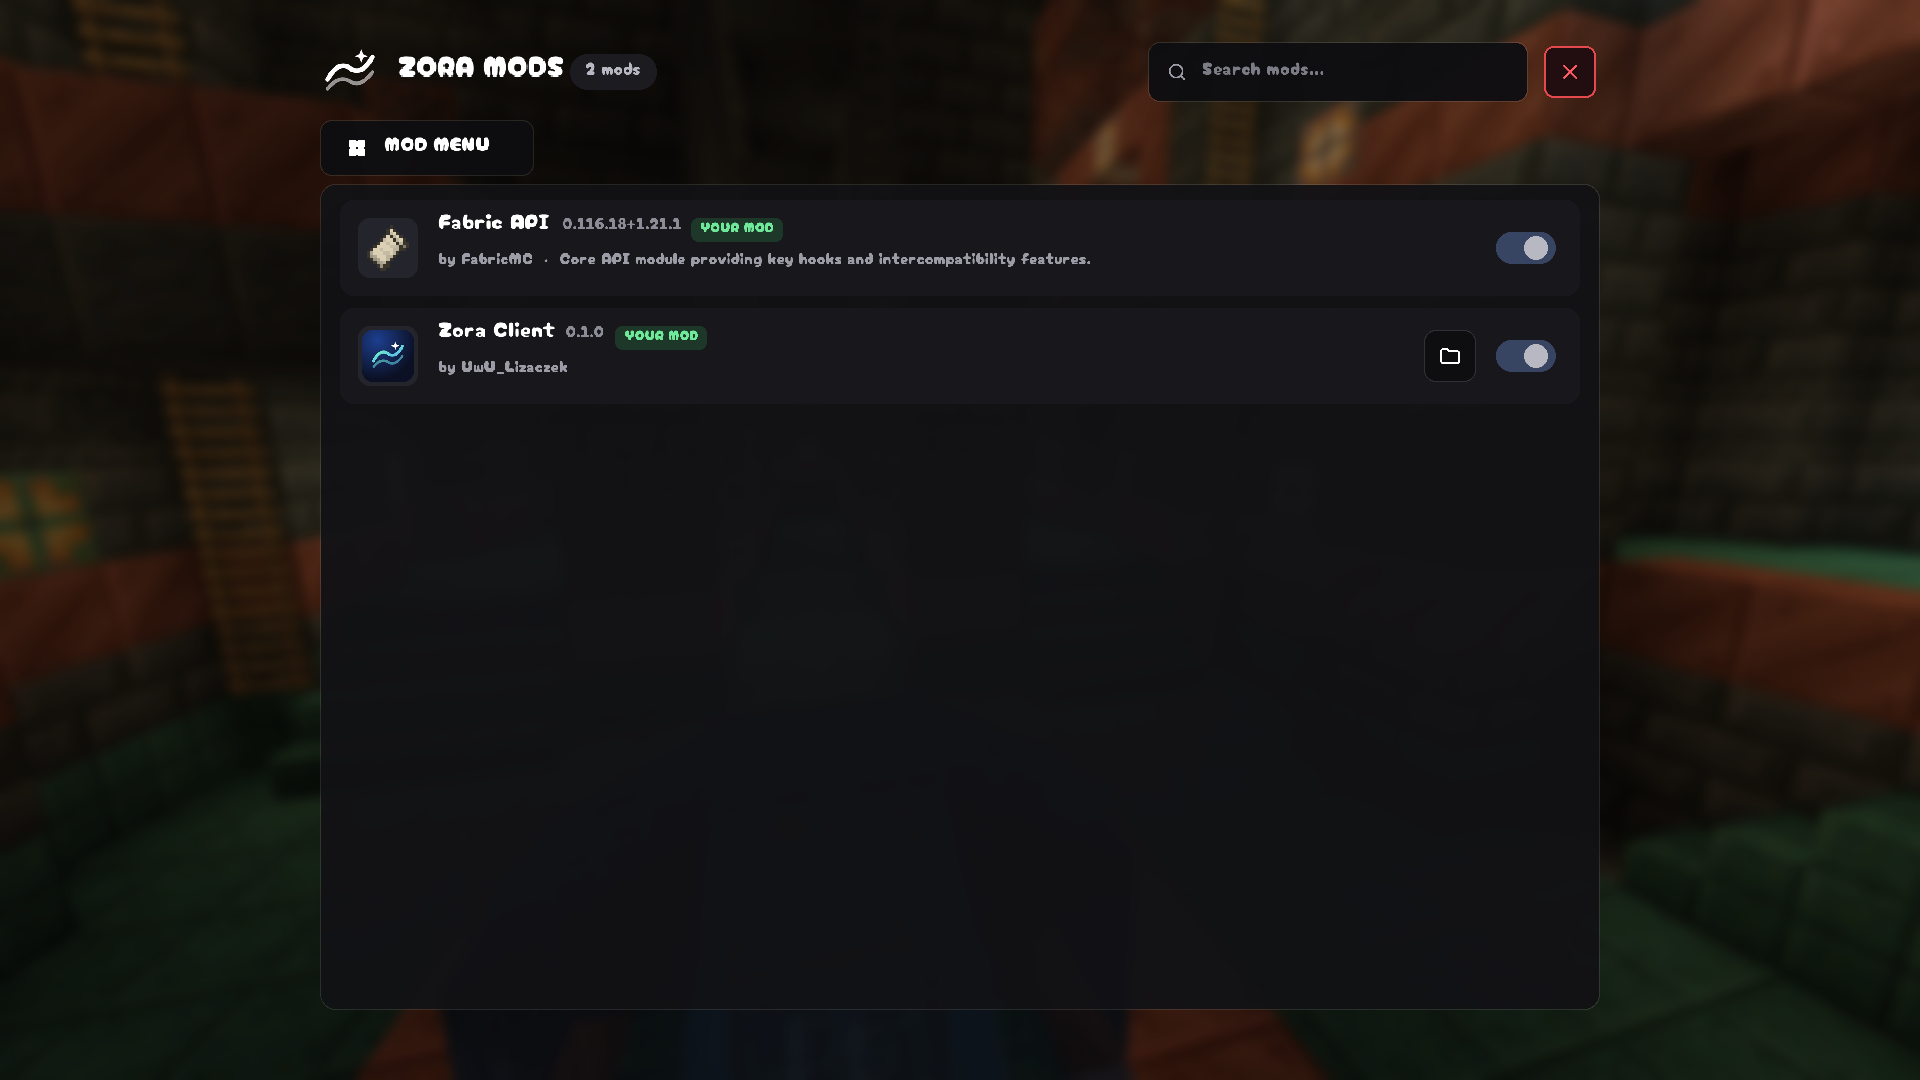 ZORA MODS 2 mods Search mods...
MOD MENU
Fabric API 0.116.18+1.21.1 YOUR MOD
by FabricMC · Core API module providing key hooks and intercompatibility features.
Zora Client 0.1.0 YOUR MOD
by UwU_Lizaczek